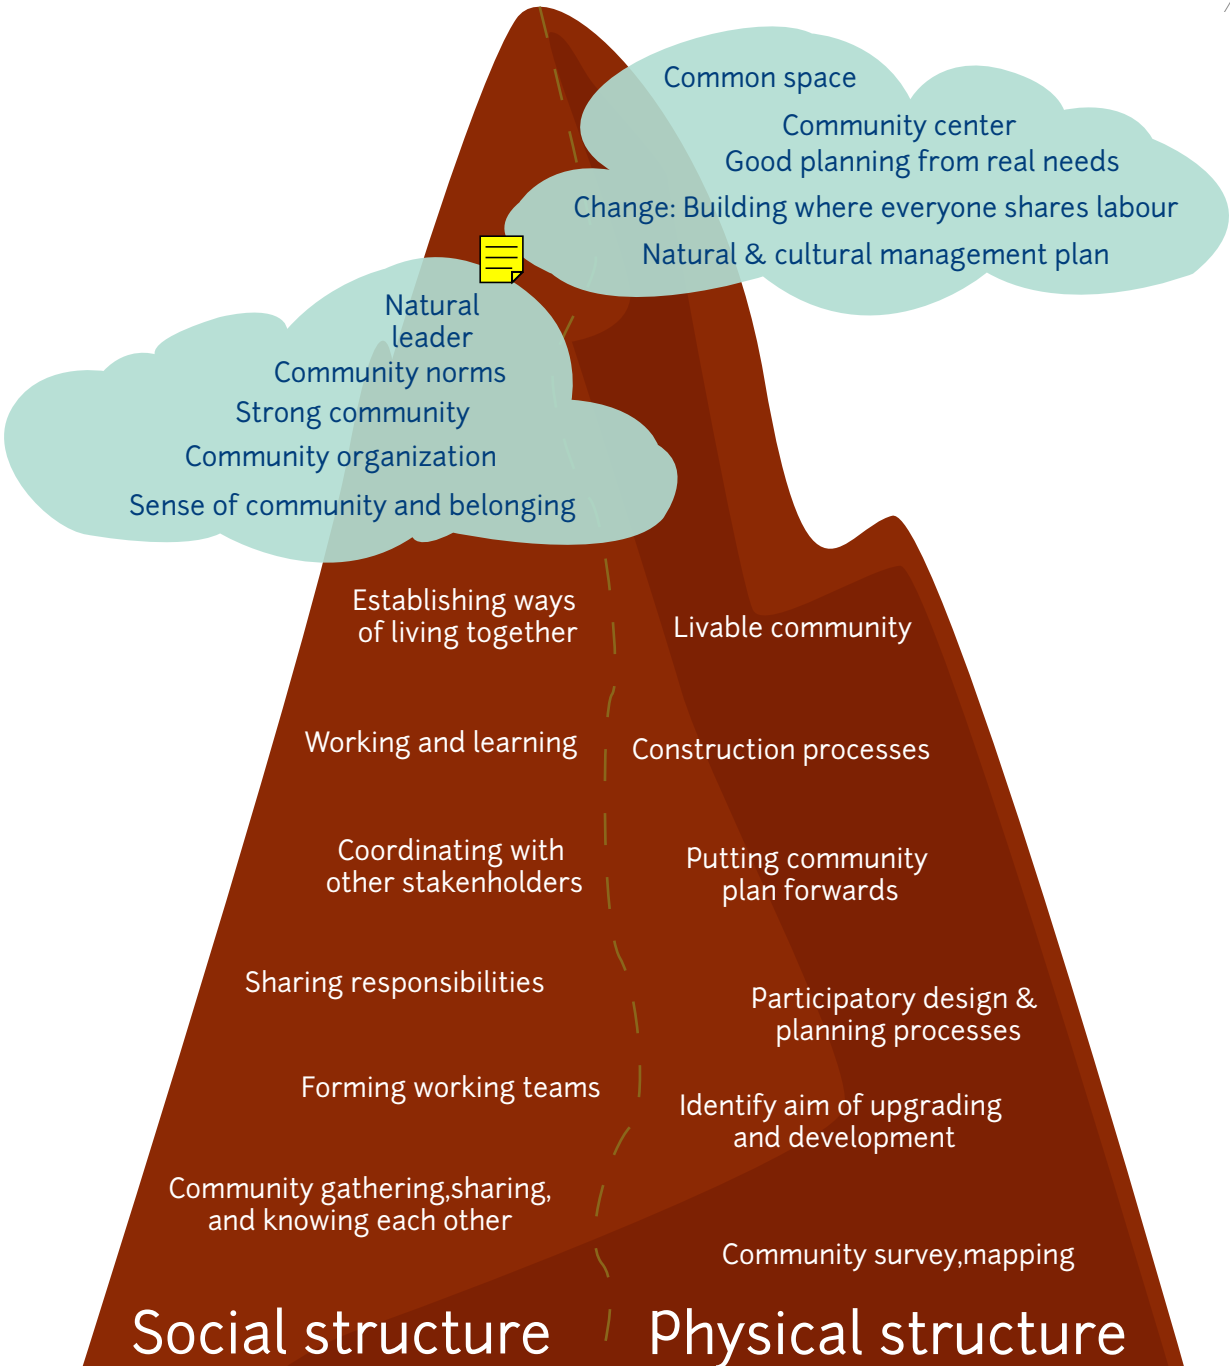 Common space
Community center
Good planning from real needs
Change: Building where everyone shares labour
Natural & cultural management plan
Natural
leader
Community norms
Strong community
Community organization
Sense of community and belonging
Establishing ways
of living together
Working and learning
Coordinating with
other stakenholders
Sharing responsibilities
Forming working teams
Community gathering,sharing,
and knowing each other
Social structure
Livable community
Construction processes
Putting community
plan forwards
Participatory design &
planning processes
Identify aim of upgrading
and development
Community survey,mapping
Physical structure